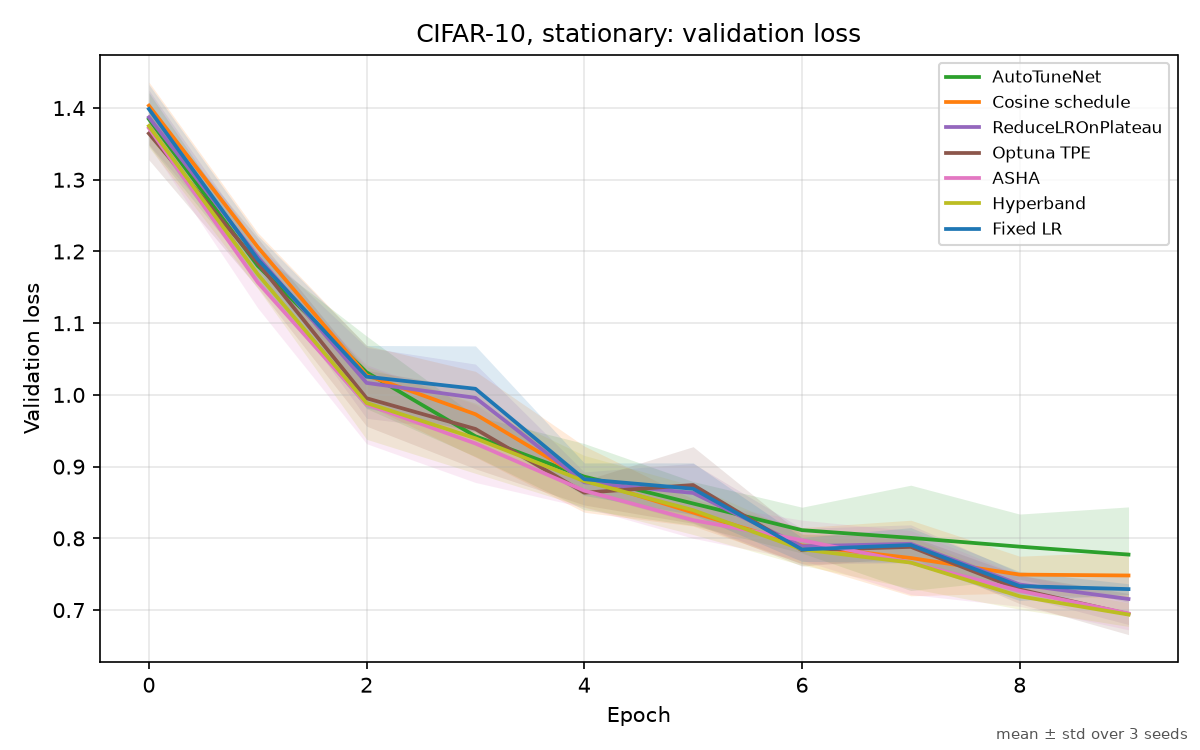 CIFAR-10, stationary: validation loss
AutoTuneNet
Cosine schedule
ReduceLROnPlateau
Optuna TPE
ASHA
Hyperband
Fixed LR
Validation loss
1.4
1.3
1.2
1.1
1.0
0.9
0.8
0.7
0
2
4
6
8
Epoch
mean ± std over 3 seeds